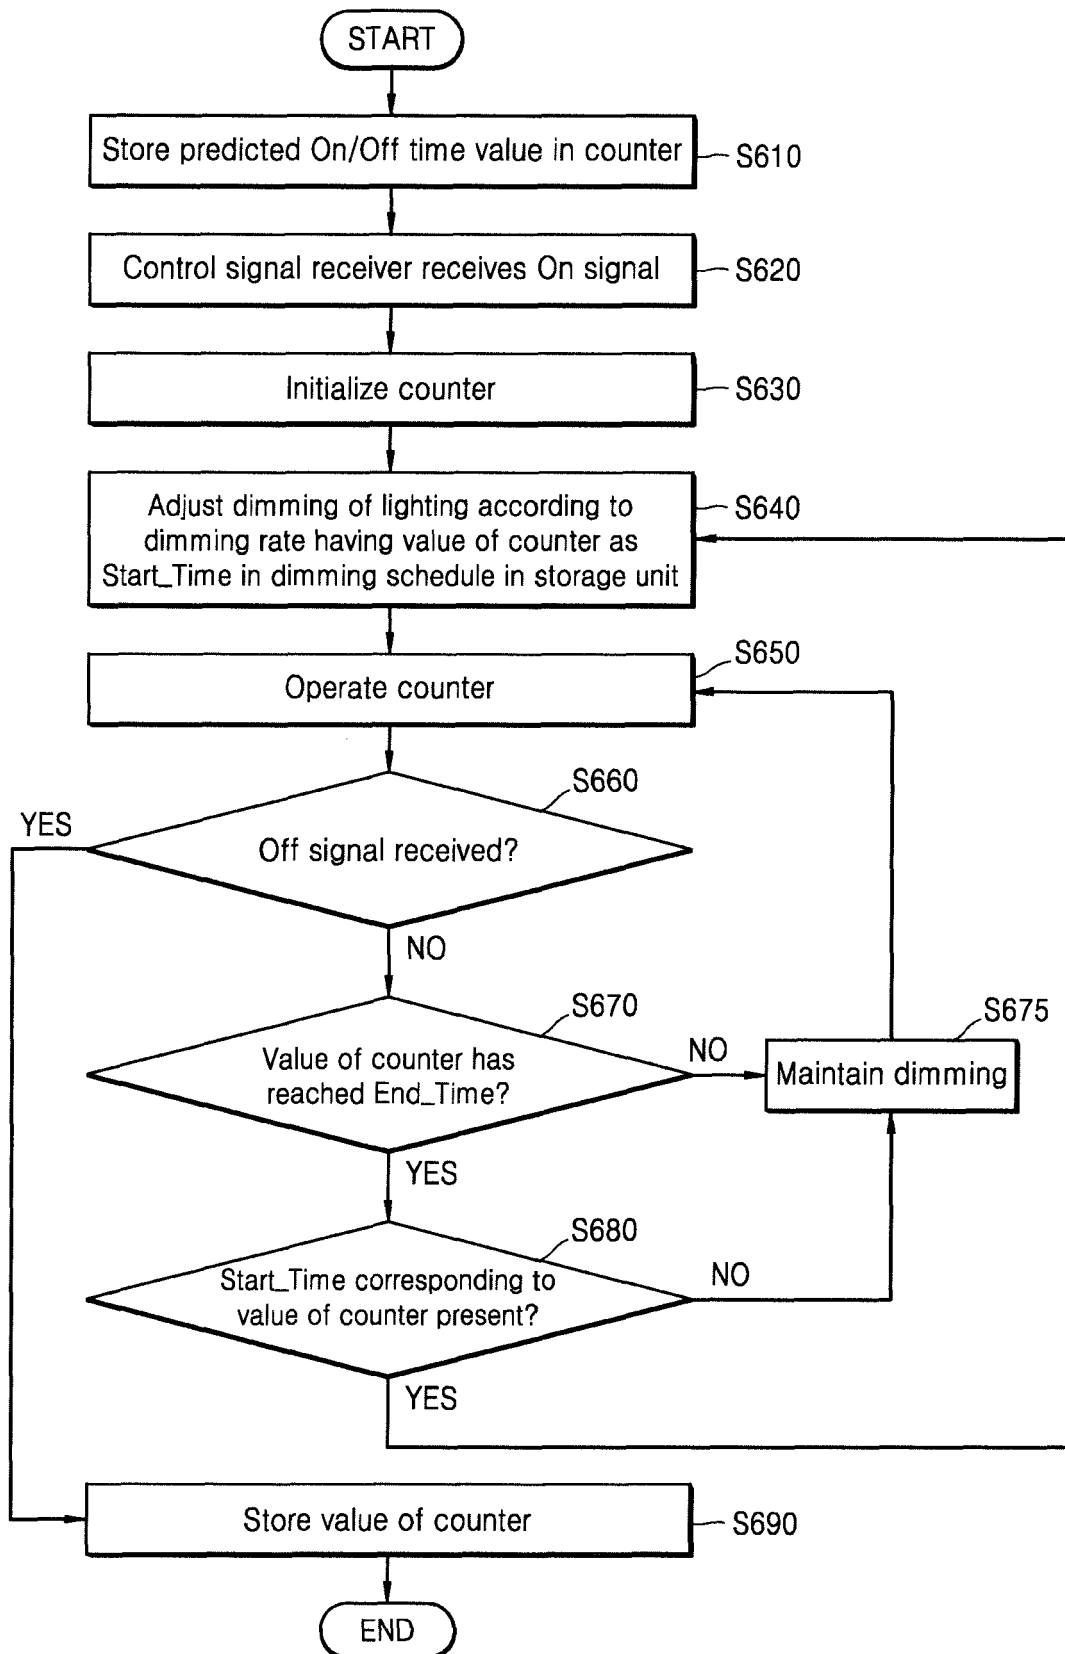 START
Store predicted On/Off time value in counter
S610
Control signal receiver receives On signal
S620
Initialize counter
S630
Adjust dimming of lighting according to
dimming rate having value of counter as
Start_Time in dimming schedule in storage unit
S640
Operate counter
S650
Off signal received?
S660
YES
NO
Value of counter has
reached End_Time?
S670
NO
Maintain dimming
S675
YES
Start_Time corresponding to
value of counter present?
S680
NO
YES
Store value of counter
S690
END